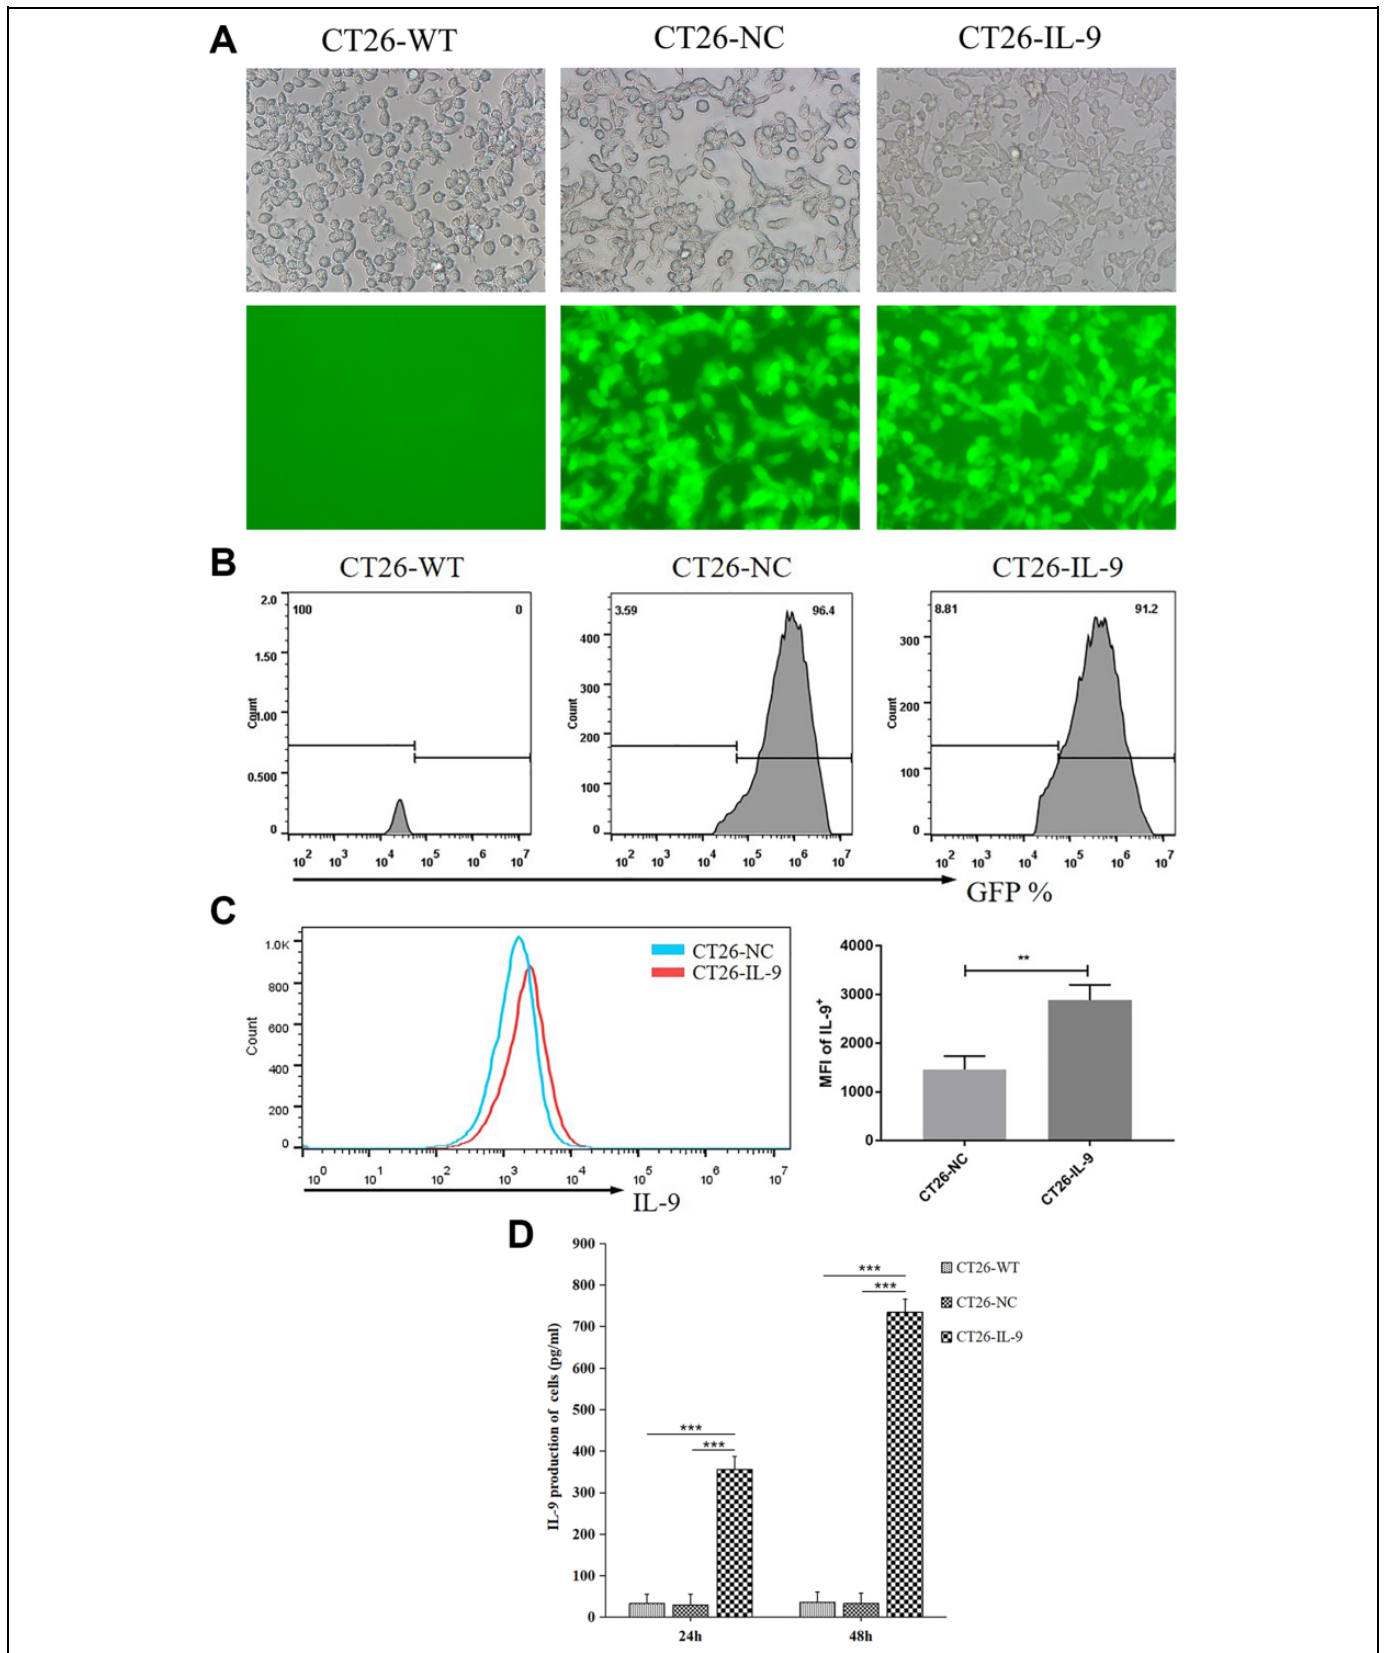 A
CT26-WT CT26-NC CT26-IL-9
B
CT26-WT CT26-NC CT26-IL-9
2.0
1.50
1.00
0.500
0
Count
100 0
10^2 10^3 10^4 10^5 10^6 10^7
400
300
200
100
0
Count
3.59 96.4
10^2 10^3 10^4 10^5 10^6 10^7
300
200
100
0
Count
8.81 91.2
10^2 10^3 10^4 10^5 10^6 10^7
GFP %
C
1.0K
800
600
400
200
0
Count
CT26-NC
CT26-IL-9
10^0 10^1 10^2 10^3 10^4 10^5 10^6 10^7
IL-9
4000
3000
2000
1000
0
MFI of IL-9+
**
CT26-NC CT26-IL-9
D
900
800
700
600
500
400
300
200
100
0
IL-9 production of cells (pg/ml)
***
***
***
***
CT26-WT
CT26-NC
CT26-IL-9
24h 48h